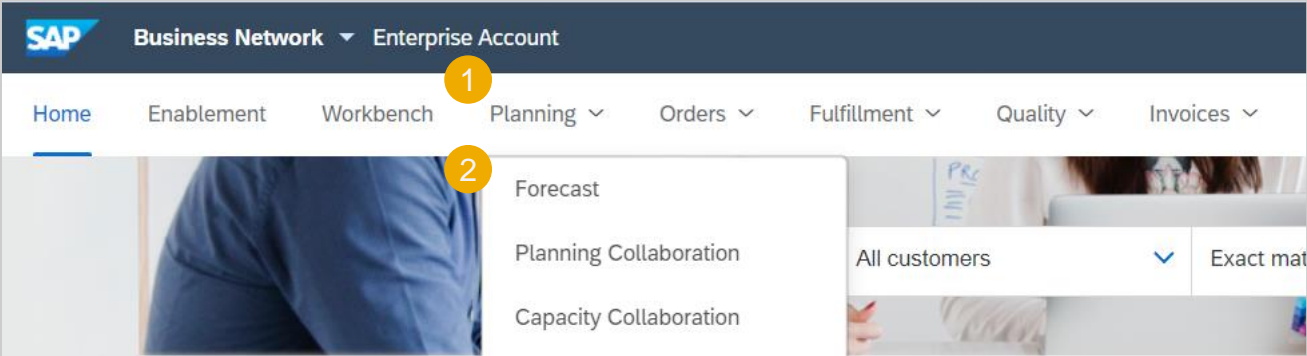 SAP Business Network Enterprise Account
1
Home Enablement Workbench Planning Orders Fulfillment Quality Invoices
2
Forecast
Planning Collaboration
All customers Exact mat
Capacity Collaboration